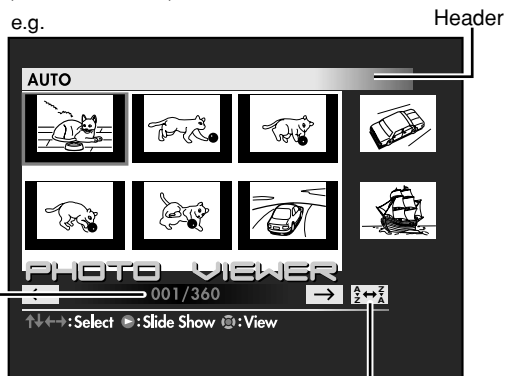 e.g.
Header
AUTO
PHOTO VIEWER
← 001/360 → A▼Z ↔ Z▼A
↑↓←→:Select ▶:Slide Show :View